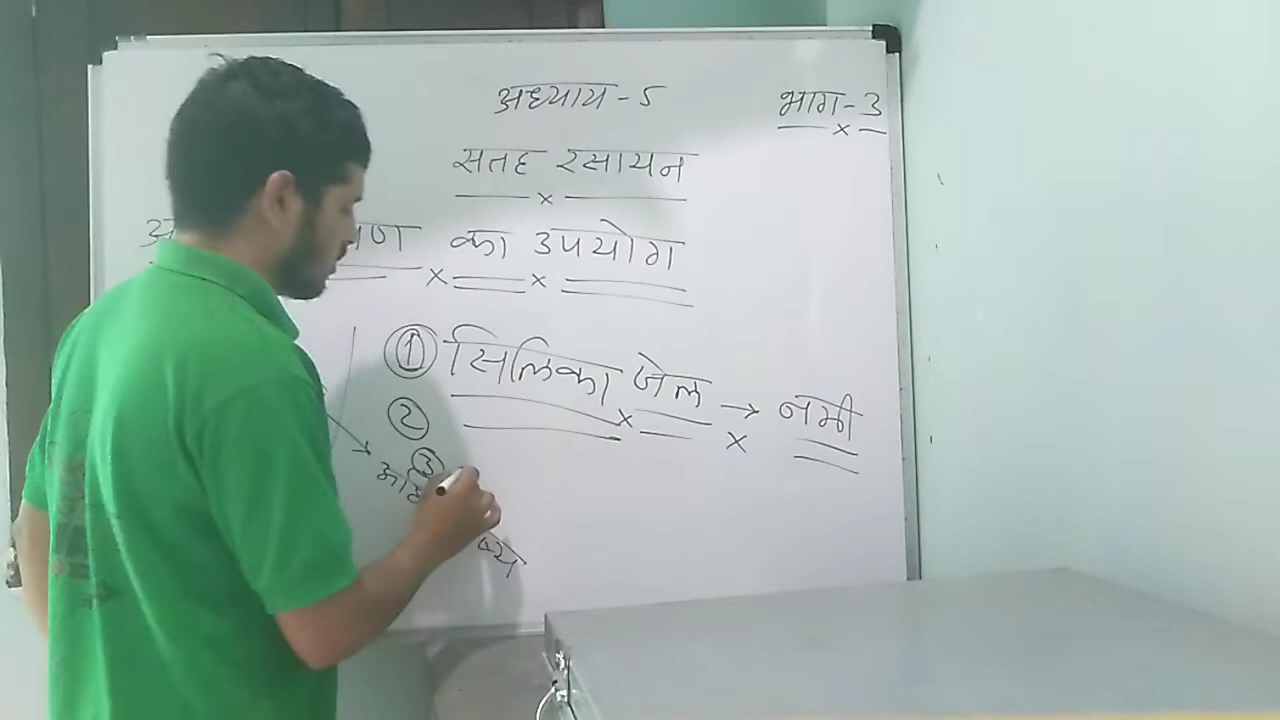 अध्याय - 5
भाग - 3
सतह रसायन
का उपयोग
① सिलिका जेल → नमी
②
③